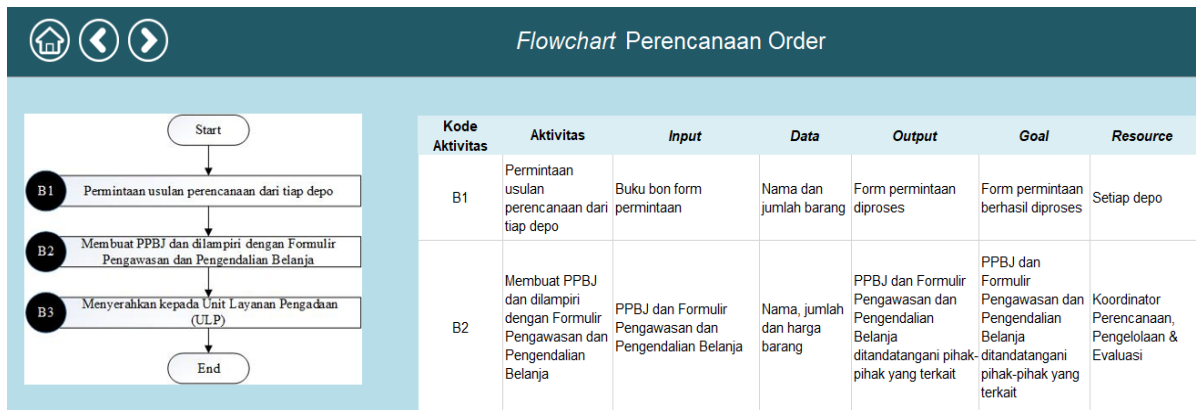 Flowchart Perencanaan Order
Start
B1
Permintaan usulan perencanaan dari tiap depo
B2
Membuat PPBJ dan dilampiri dengan Formulir
Pengawasan dan Pengendalian Belanja
B3
Menyerahkan kepada Unit Layanan Pengadaan
(ULP)
End
Kode
Aktivitas
Aktivitas
Input
Data
Output
Goal
Resource
B1
Permintaan
usulan
perencanaan dari
tiap depo
Buku bon form
permintaan
Nama dan
jumlah barang
Form permintaan
diproses
Form permintaan
berhasil diproses
Setiap depo
B2
Membuat PPBJ
dan dilampiri
dengan Formulir
Pengawasan dan
Pengendalian
Belanja
PPBJ dan Formulir
Pengawasan dan
Pengendalian Belanja
Nama, jumlah
dan harga
barang
PPBJ dan Formulir
Pengawasan dan
Pengendalian
Belanja
ditandatangani pihak-
pihak yang terkait
PPBJ dan
Formulir
Pengawasan dan
Pengendalian
Belanja
ditandatangani
pihak-pihak yang
terkait
Koordinator
Perencanaan,
Pengelolaan &
Evaluasi